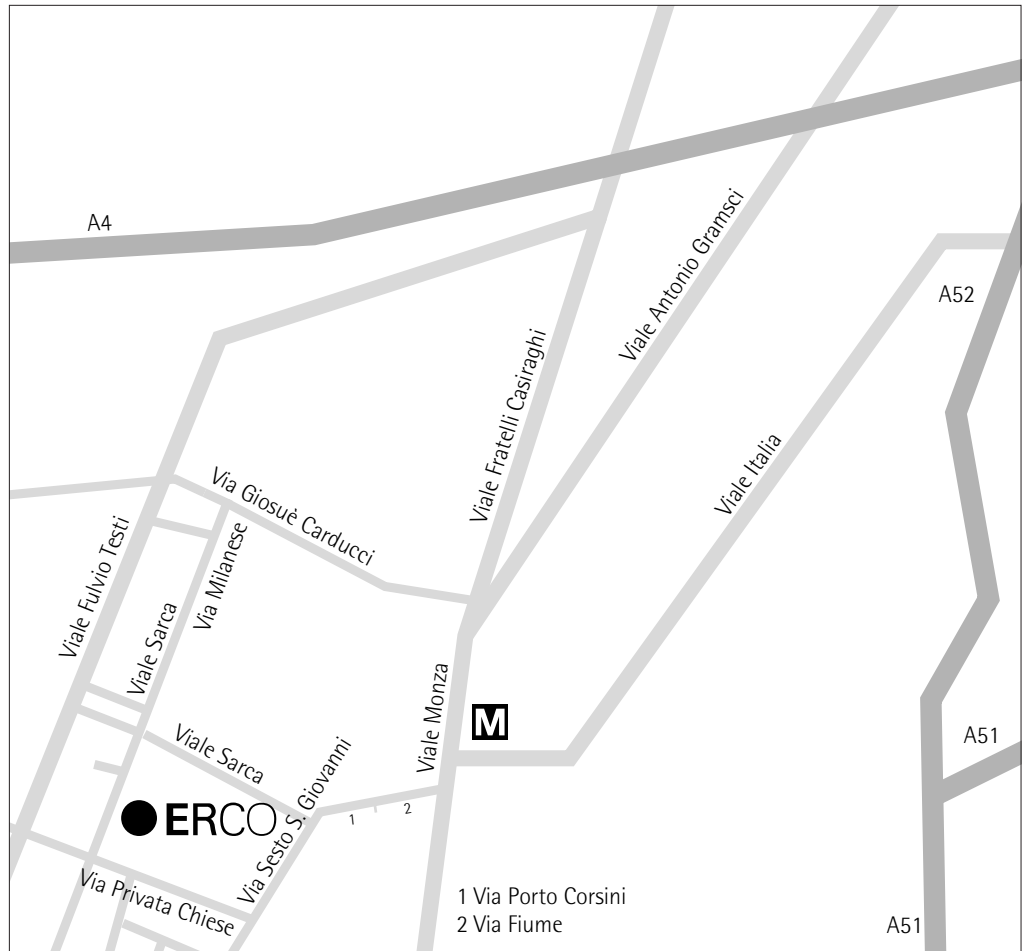 A4
Viale Antonio Gramsci
A52
Viale Fratelli Casiraghi
Viale Italia
Via Giosuè Carducci
Viale Fulvio Testi
Via Milanese
Viale Sarca
Viale Monza
M
Viale Sarca
A51
Via Sesto S. Giovanni
ERCO
1
2
Via Privata Chiese
1 Via Porto Corsini
2 Via Fiume
A51